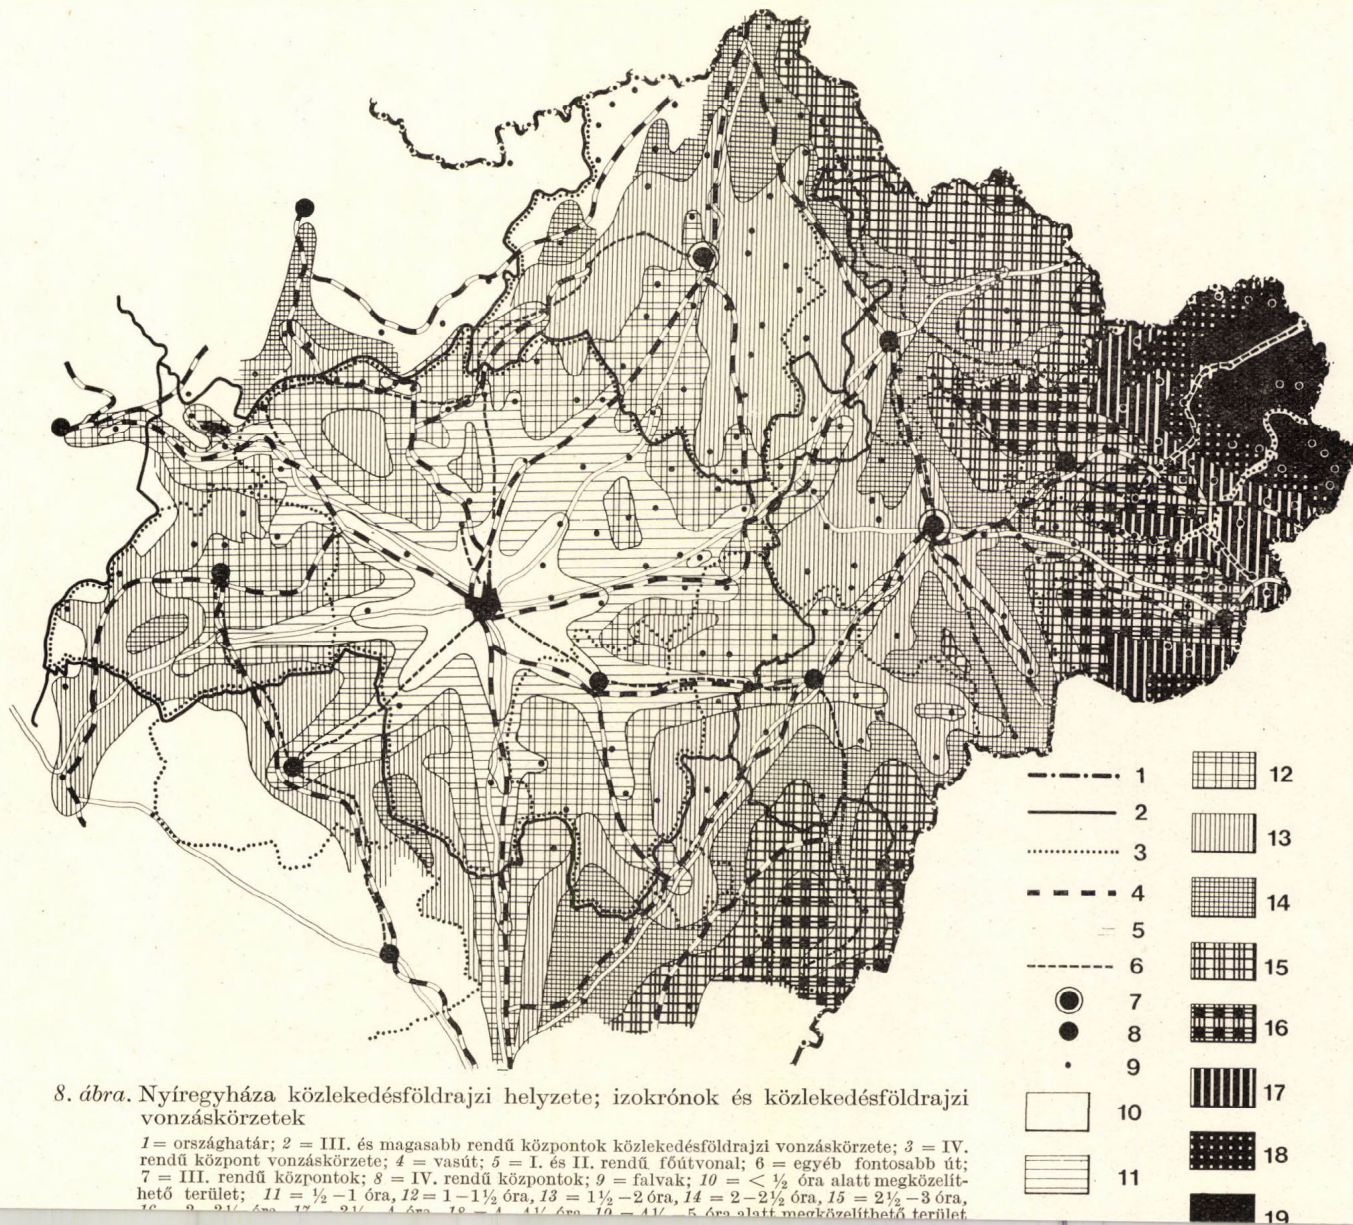 1
2
3
4
5
6
7
8
9
10
11
12
13
14
15
16
17
18
19
8. ábra. Nyíregyháza közlekedésföldrajzi helyzete; izokrónok és közlekedésföldrajzi
vonzáskörzetek
1 = országhatár; 2 = III. és magasabb rendű központok közlekedésföldrajzi vonzáskörzete; 3 = IV.
rendű központ vonzáskörzete; 4 = vasút; 5 = I. és II. rendű főútvonal; 6 = egyéb fontosabb út;
7 = III. rendű központok; 8 = IV. rendű központok; 9 = falvak; 10 = < ½ óra alatt megközelít-
hető terület; 11 = ½ – 1 óra, 12 = 1 – 1½ óra, 13 = 1½ – 2 óra, 14 = 2 – 2½ óra, 15 = 2½ – 3 óra,
óra alatt megközelíthető terület